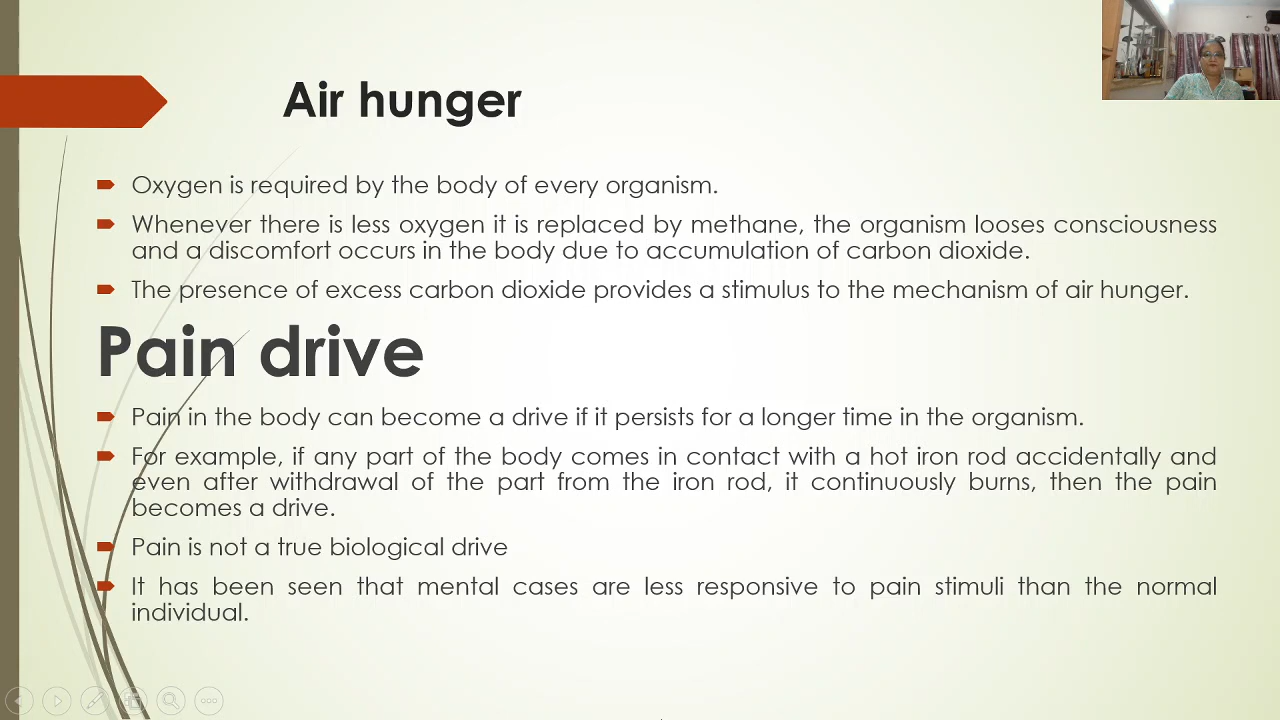 Air hunger
Oxygen is required by the body of every organism.
Whenever there is less oxygen it is replaced by methane, the organism looses consciousness
and a discomfort occurs in the body due to accumulation of carbon dioxide.
The presence of excess carbon dioxide provides a stimulus to the mechanism of air hunger.
Pain drive
Pain in the body can become a drive if it persists for a longer time in the organism.
For example, if any part of the body comes in contact with a hot iron rod accidentally and
even after withdrawal of the part from the iron rod, it continuously burns, then the pain
becomes a drive.
Pain is not a true biological drive
It has been seen that mental cases are less responsive to pain stimuli than the normal
individual.